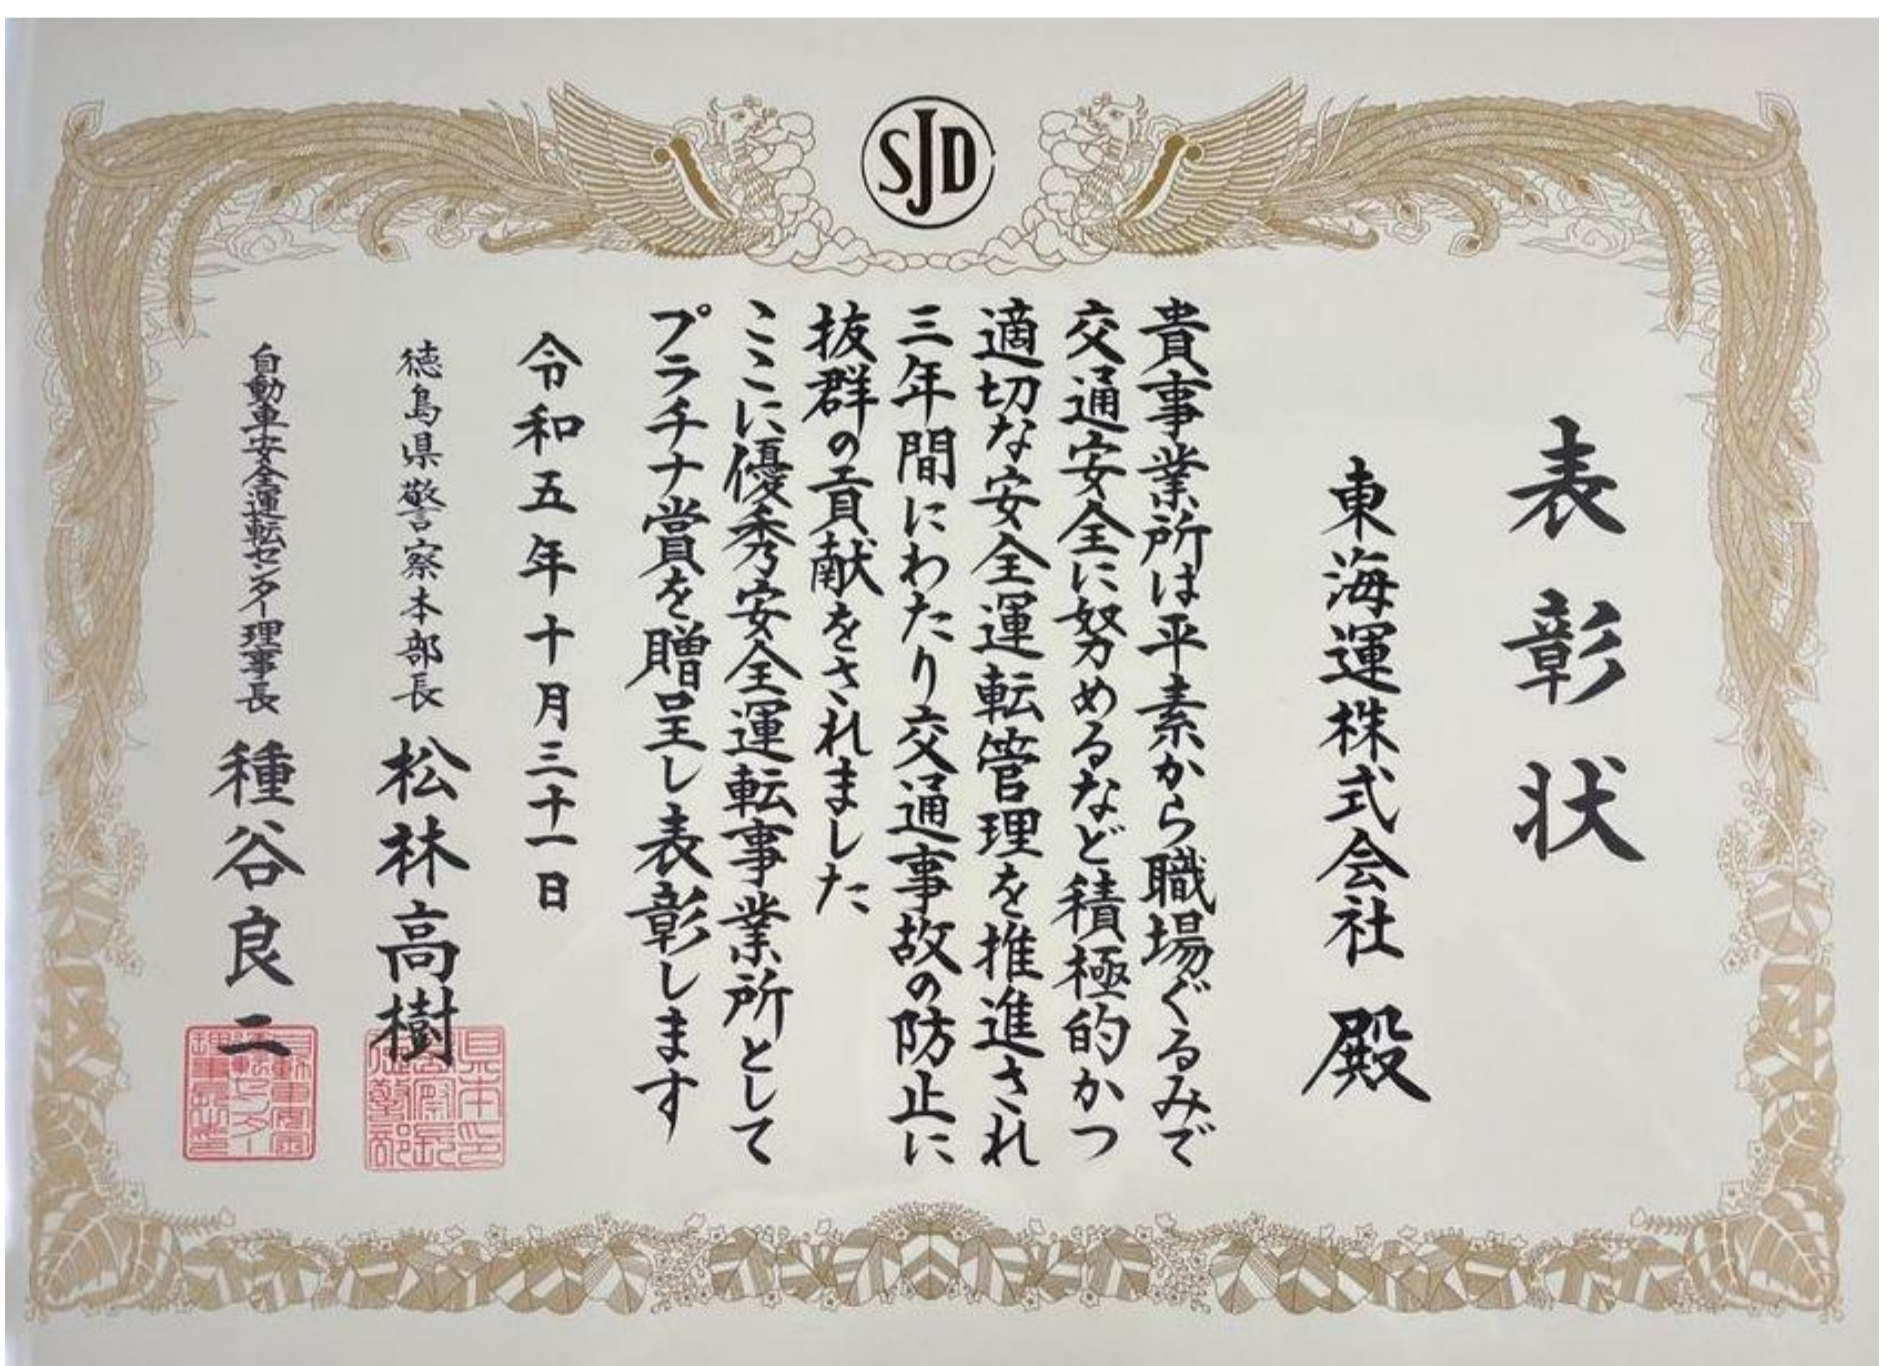 SJD
表彰状
東海運株式会社 殿
貴事業所は平素から職場ぐるみで
交通安全に努めるなど積極的かつ
適切な安全運転管理を推進され
三年間にわたり交通事故の防止に
抜群の貢献をされました
ここに優秀安全運転事業所として
プラチナ賞を贈呈し表彰します
令和五年十月三十一日
徳島県警察本部長 松林高樹
自動車安全運転センター理事長 種谷良二